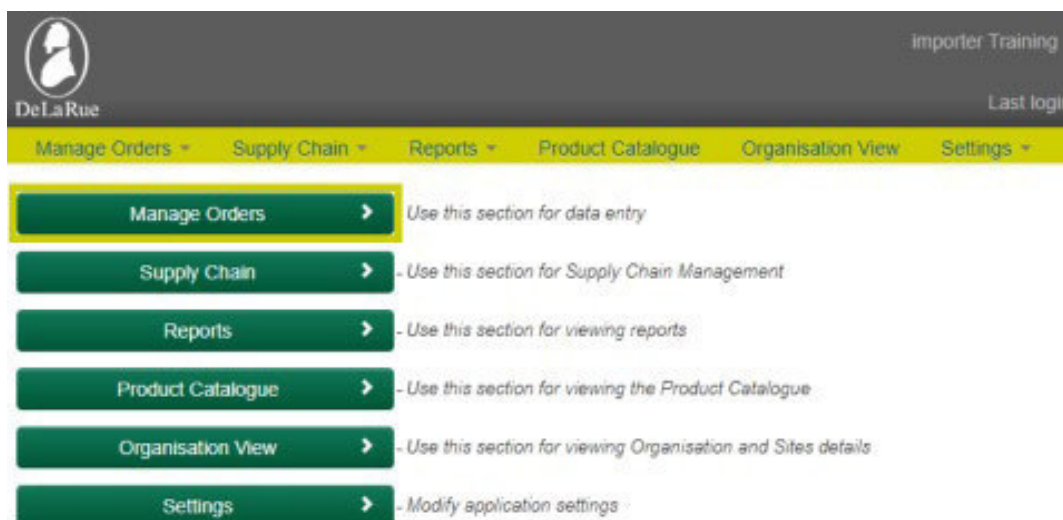 importer Training
DeLaRue
Last logi
Manage Orders Supply Chain Reports Product Catalogue Organisation View Settings
Manage Orders Use this section for data entry
Supply Chain - Use this section for Supply Chain Management
Reports - Use this section for viewing reports
Product Catalogue - Use this section for viewing the Product Catalogue
Organisation View - Use this section for viewing Organisation and Sites details
Settings - Modify application settings